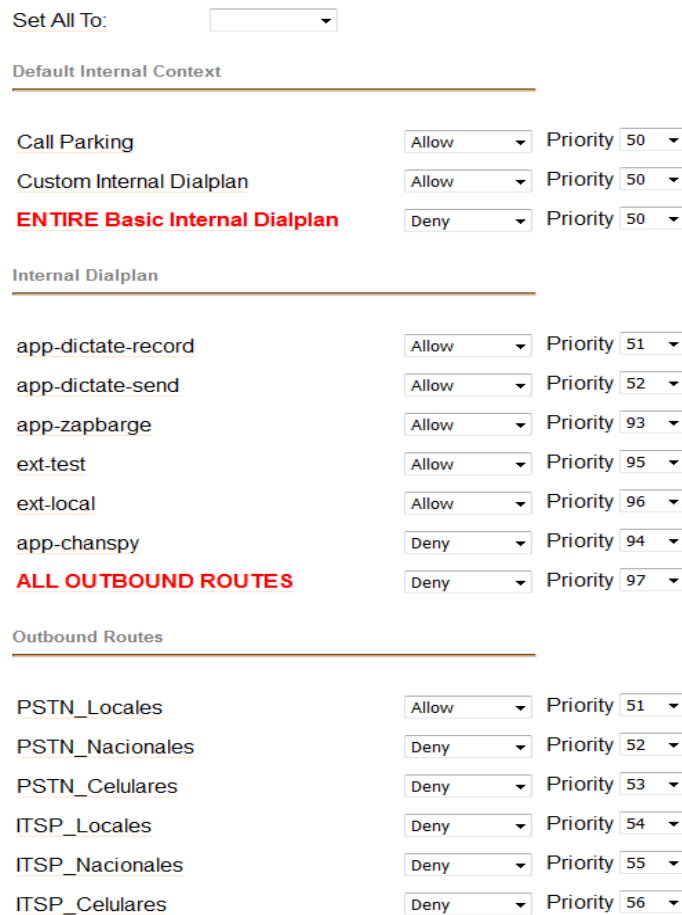 Set All To:
Default Internal Context
Call Parking Allow Priority 50
Custom Internal Dialplan Allow Priority 50
ENTIRE Basic Internal Dialplan Deny Priority 50
Internal Dialplan
app-dictate-record Allow Priority 51
app-dictate-send Allow Priority 52
app-zapbarge Allow Priority 93
ext-test Allow Priority 95
ext-local Allow Priority 96
app-chanspy Deny Priority 94
ALL OUTBOUND ROUTES Deny Priority 97
Outbound Routes
PSTN_Locales Allow Priority 51
PSTN_Nacionales Deny Priority 52
PSTN_Celulares Deny Priority 53
ITSP_Locales Deny Priority 54
ITSP_Nacionales Deny Priority 55
ITSP_Celulares Deny Priority 56